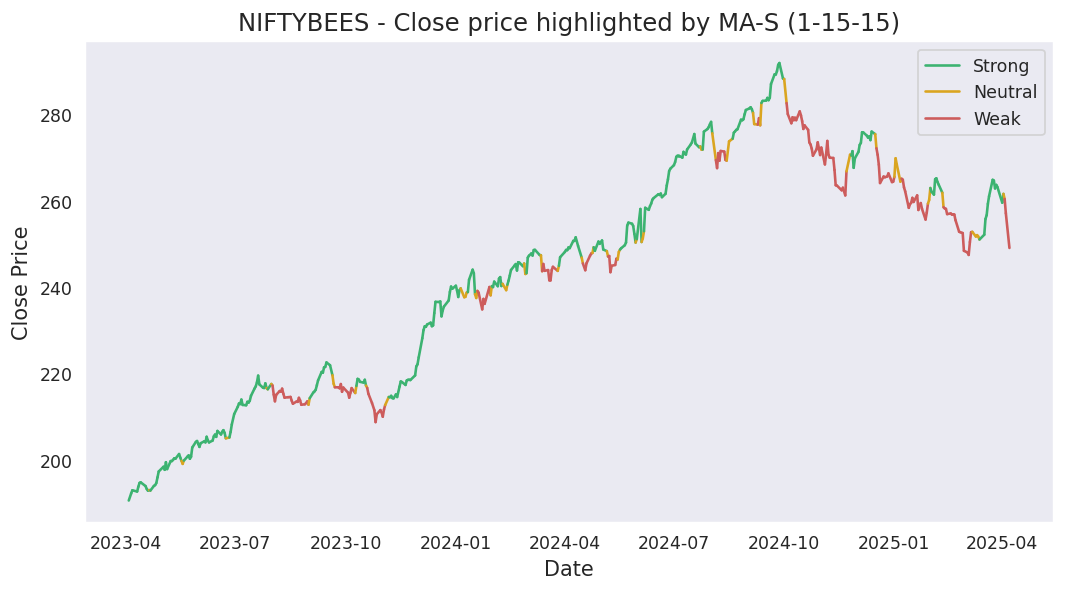 NIFTYBEES - Close price highlighted by MA-S (1-15-15)
Strong
Neutral
Weak
Close Price
280
260
240
220
200
2023-04 2023-07 2023-10 2024-01 2024-04 2024-07 2024-10 2025-01 2025-04
Date